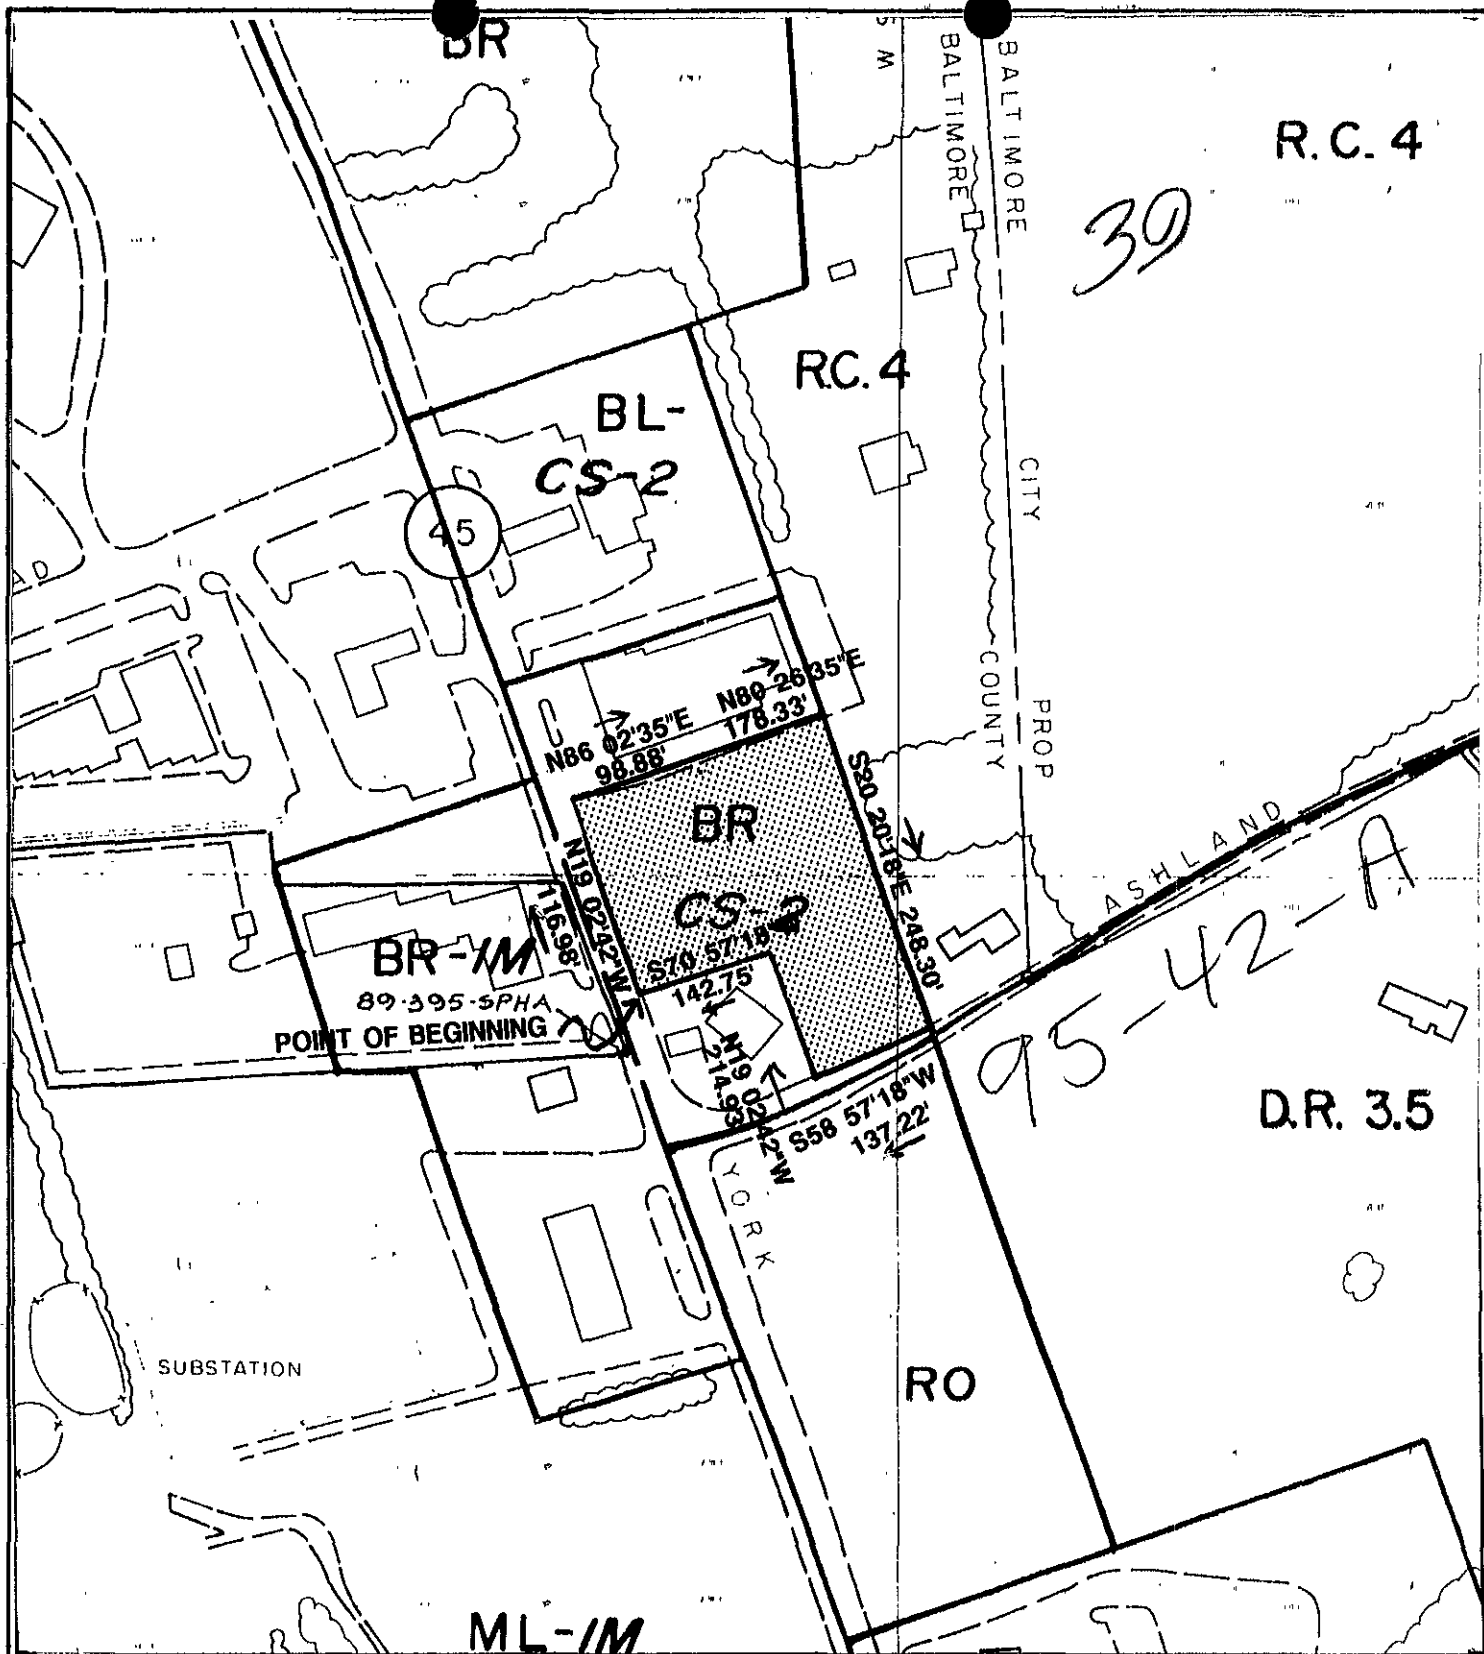 BR
BALTIMORE
BALTIMORE
R.C. 4
39
R.C. 4
BL-
CS-2
45
CITY
COUNTY
PROP
N86 02'35"E
98.88'
N80 26'35"E
178.33'
S20 20'18"E 248.30'
BR
CS-2
N19 02'42"W
116.98'
S70 57'18"
142.75'
BR-IM
89-395-SPHA
POINT OF BEGINNING
N19 02'42"W
214.93'
S58 57'18"W
137.22'
ASHLAND
95-42-A
D.R. 3.5
YORK
SUBSTATION
RO
ML-IM